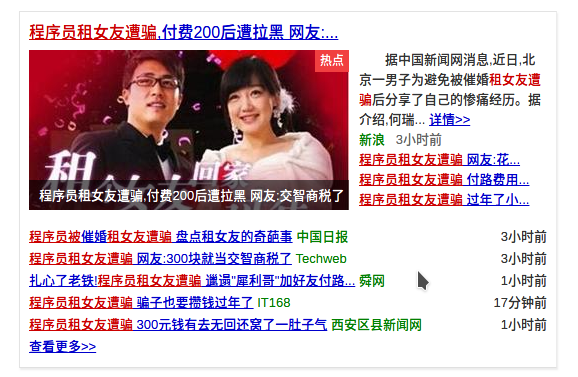 程序员租女友遭骗,付费200后遭拉黑 网友:...
热点
租
回家
程序员租女友遭骗,付费200后遭拉黑 网友:交智商税了
据中国新闻网消息,近日,北
京一男子为避免被催婚租女友遭
骗后分享了自己的惨痛经历。据
介绍,何瑞... 详情>>
新浪 3小时前
程序员租女友遭骗 网友:花...
程序员租女友遭骗 付路费用...
程序员租女友遭骗 过年了小...
程序员被催婚租女友遭骗 盘点租女友的奇葩事 中国日报 3小时前
程序员租女友遭骗 网友:300块就当交智商税了 Techweb 3小时前
扎心了老铁!程序员租女友遭骗 邋遢"犀利哥"加好友付路... 舜网 1小时前
程序员租女友遭骗 骗子也要攒钱过年了 IT168 17分钟前
程序员租女友遭骗 300元钱有去无回还窝了一肚子气 西安区县新闻网 1小时前
查看更多>>